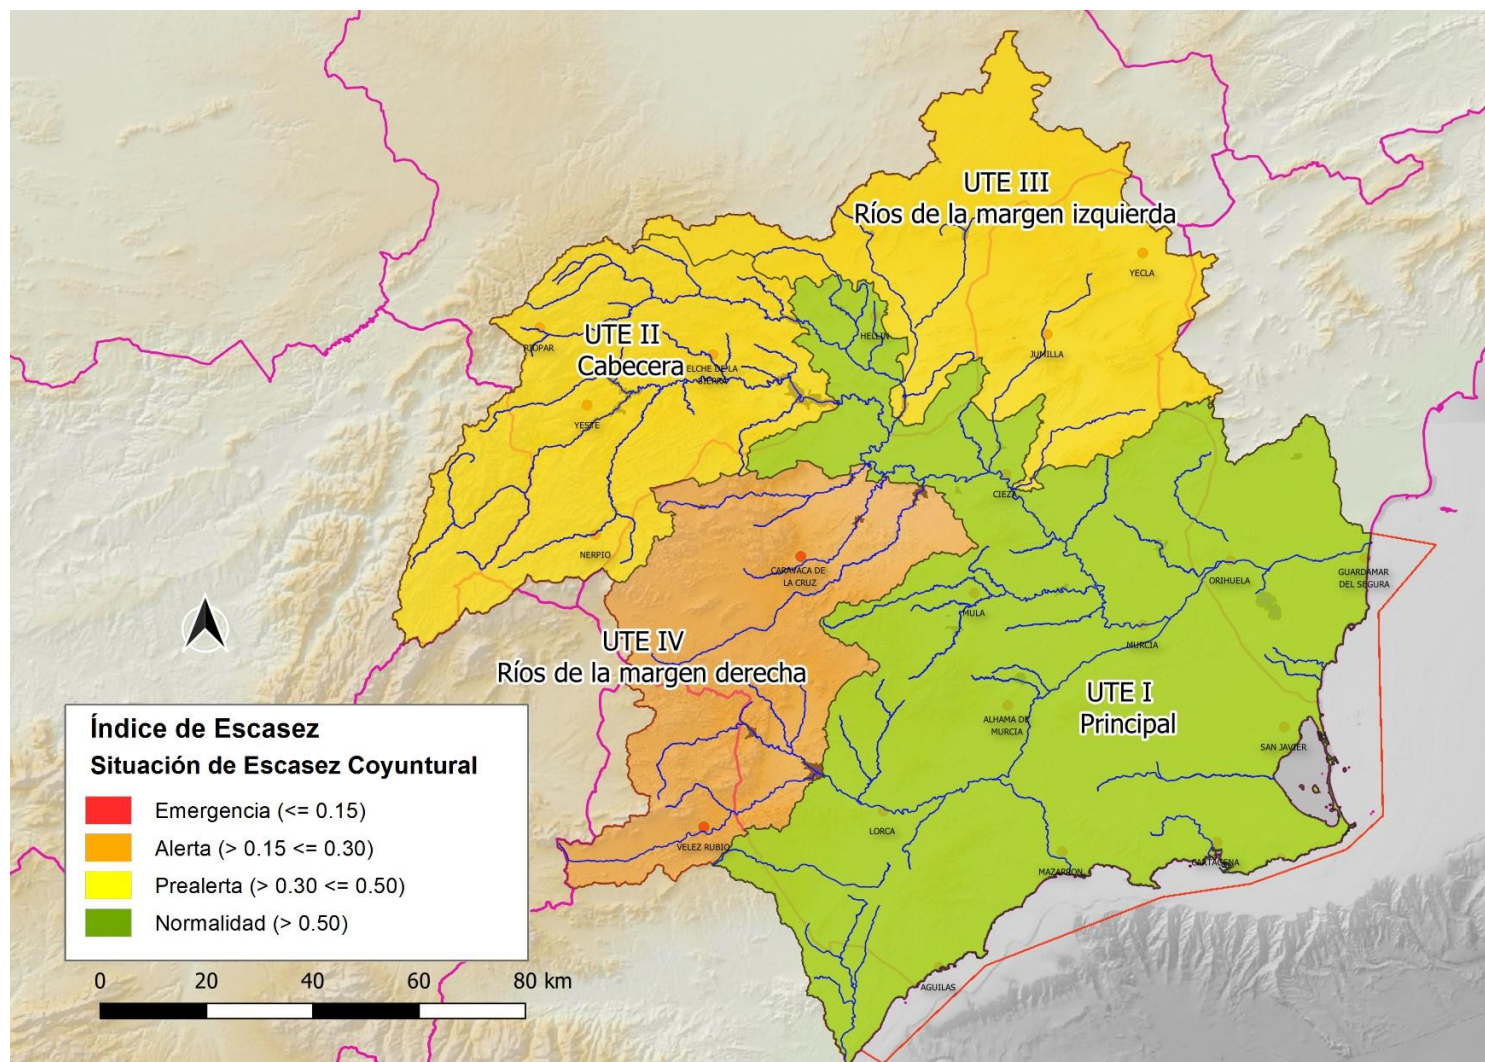 UTE III
Ríos de la margen izquierda
YECLA
UTE II
Cabecera
HELLIN
RIOPAR
JUMILLA
ELCHE DE LA
SIERRA
YESTE
CIEZA
NERPIO
CARAVACA DE
LA CRUZ
ORIHUELA
GUARDAMAR
DEL SEGURA
MULA
MURCIA
UTE IV
Ríos de la margen derecha
UTE I
Principal
ALHAMA DE
MURCIA
SAN JAVIER
LORCA
VELEZ RUBIO
MAZARRON
CARTAGENA
AGUILAS
Índice de Escasez
Situación de Escasez Coyuntural
Emergencia (<= 0.15)
Alerta (> 0.15 <= 0.30)
Prealerta (> 0.30 <= 0.50)
Normalidad (> 0.50)
0 20 40 60 80 km